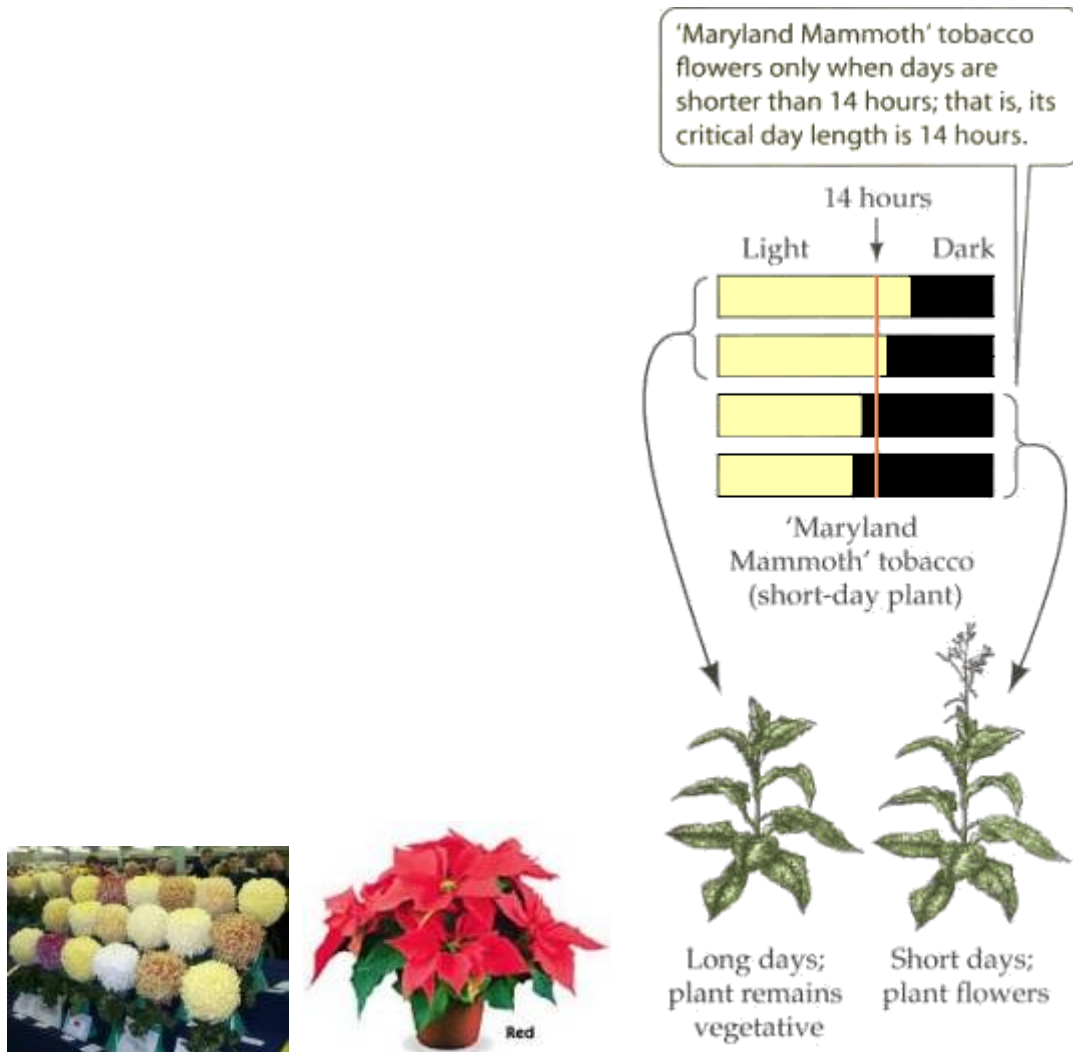 ‘Maryland Mammoth’ tobacco
flowers only when days are
shorter than 14 hours; that is, its
critical day length is 14 hours.
14 hours
Light
Dark
‘Maryland
Mammoth’ tobacco
(short-day plant)
Long days;
plant remains
vegetative
Short days;
plant flowers
Red